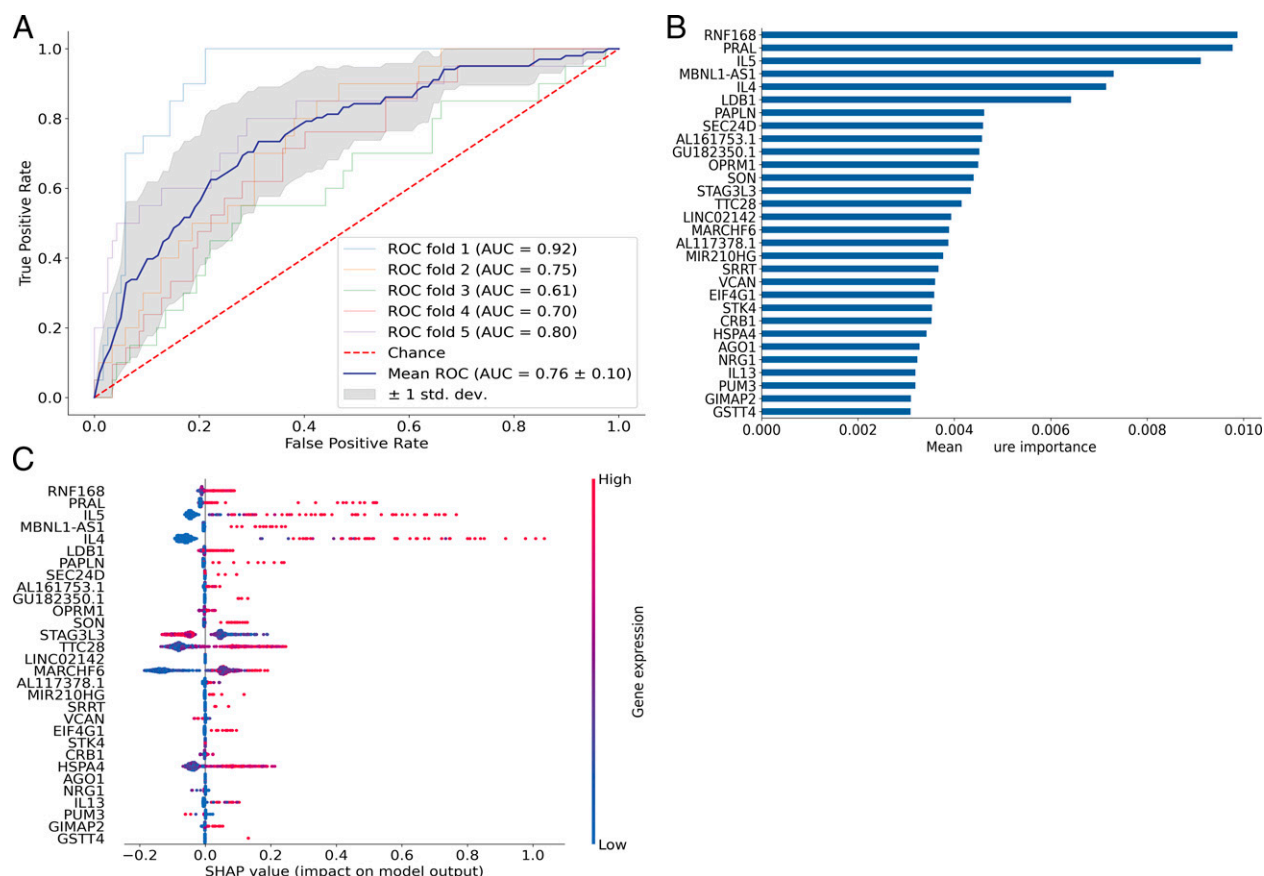 A
1.0
0.8
0.6
0.4
0.2
0.0
True Positive Rate
ROC fold 1 (AUC = 0.92)
ROC fold 2 (AUC = 0.75)
ROC fold 3 (AUC = 0.61)
ROC fold 4 (AUC = 0.70)
ROC fold 5 (AUC = 0.80)
Chance
Mean ROC (AUC = 0.76 ± 0.10)
± 1 std. dev.
0.0 0.2 0.4 0.6 0.8 1.0
False Positive Rate
B
RNF168
PRAL
IL5
MBNL1-AS1
IL4
LDB1
PAPLN
SEC24D
AL161753.1
GU182350.1
OPRM1
SON
STAG3L3
TTC28
LINC02142
MARCHF6
AL117378.1
MIR210HG
SRRT
VCAN
EIF4G1
STK4
CRB1
HSPA4
AGO1
NRG1
IL13
PUM3
GIMAP2
GSTT4
0.000 0.002 0.004 0.006 0.008 0.010
Mean ure importance
C
RNF168
PRAL
IL5
MBNL1-AS1
IL4
LDB1
PAPLN
SEC24D
AL161753.1
GU182350.1
OPRM1
SON
STAG3L3
TTC28
LINC02142
MARCHF6
AL117378.1
MIR210HG
SRRT
VCAN
EIF4G1
STK4
CRB1
HSPA4
AGO1
NRG1
IL13
PUM3
GIMAP2
GSTT4
−0.2 0.0 0.2 0.4 0.6 0.8 1.0
SHAP value (impact on model output)
High
Gene expression
Low